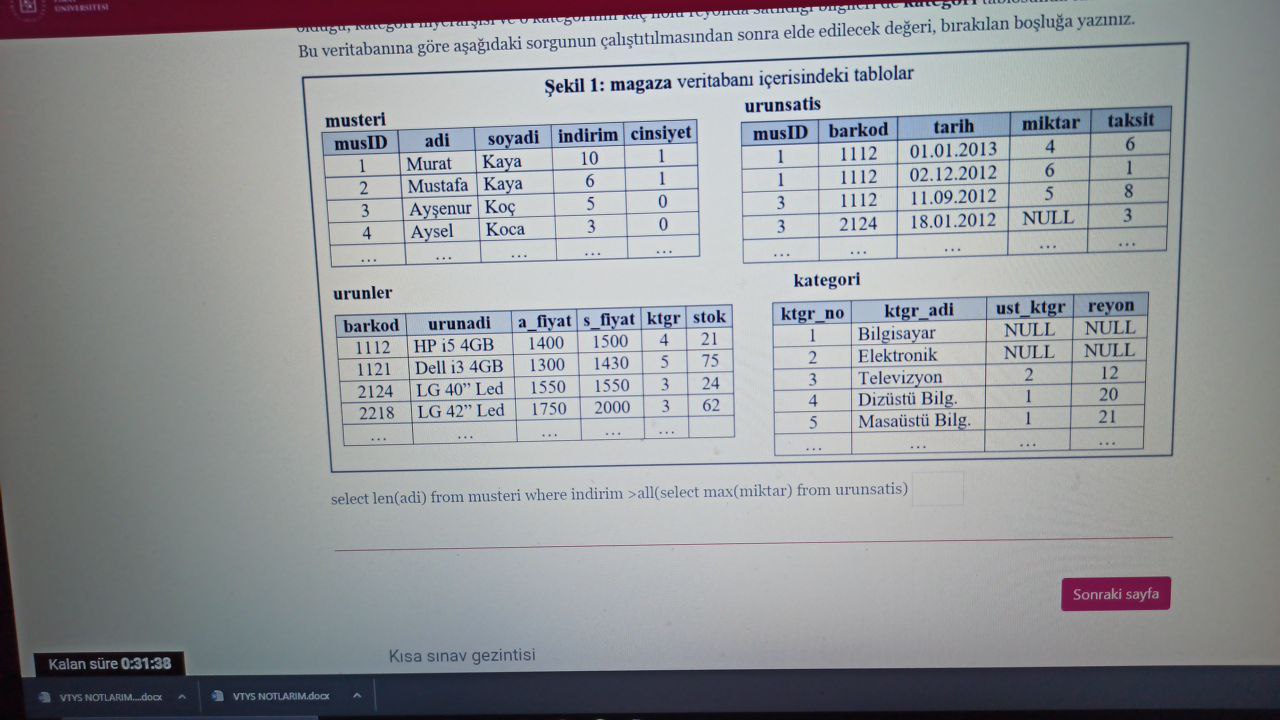 ÜNİVERSİTESİ
olduğu, kategori hiyerarşisi ve o kategorinin kaç nolu reyonda satıldığı bilgileri de kategori
Bu veritabanına göre aşağıdaki sorgunun çalıştıtılmasından sonra elde edilecek değeri, bırakılan boşluğa yazınız.
Şekil 1: magaza veritabanı içerisindeki tablolar
musteri
musID adi soyadi indirim cinsiyet
1 Murat Kaya 10 1
2 Mustafa Kaya 6 1
3 Ayşenur Koç 5 0
4 Aysel Koca 3 0
... ... ... ... ...
urunsatis
musID barkod tarih miktar taksit
1 1112 01.01.2013 4 6
1 1112 02.12.2012 6 1
3 1112 11.09.2012 5 8
3 2124 18.01.2012 NULL 3
... ... ... ... ...
urunler
barkod urunadi a_fiyat s_fiyat ktgr stok
1112 HP i5 4GB 1400 1500 4 21
1121 Dell i3 4GB 1300 1430 5 75
2124 LG 40” Led 1550 1550 3 24
2218 LG 42” Led 1750 2000 3 62
... ... ... ... ...
kategori
ktgr_no ktgr_adi ust_ktgr reyon
1 Bilgisayar NULL NULL
2 Elektronik NULL NULL
3 Televizyon 2 12
4 Dizüstü Bilg. 1 20
5 Masaüstü Bilg. 1 21
... ... ... ...
select len(adi) from musteri where indirim >all(select max(miktar) from urunsatis)
Sonraki sayfa
Kısa sınav gezintisi
Kalan süre 0:31:38
VTYS NOTLARIM....docx
VTYS NOTLARIM.docx